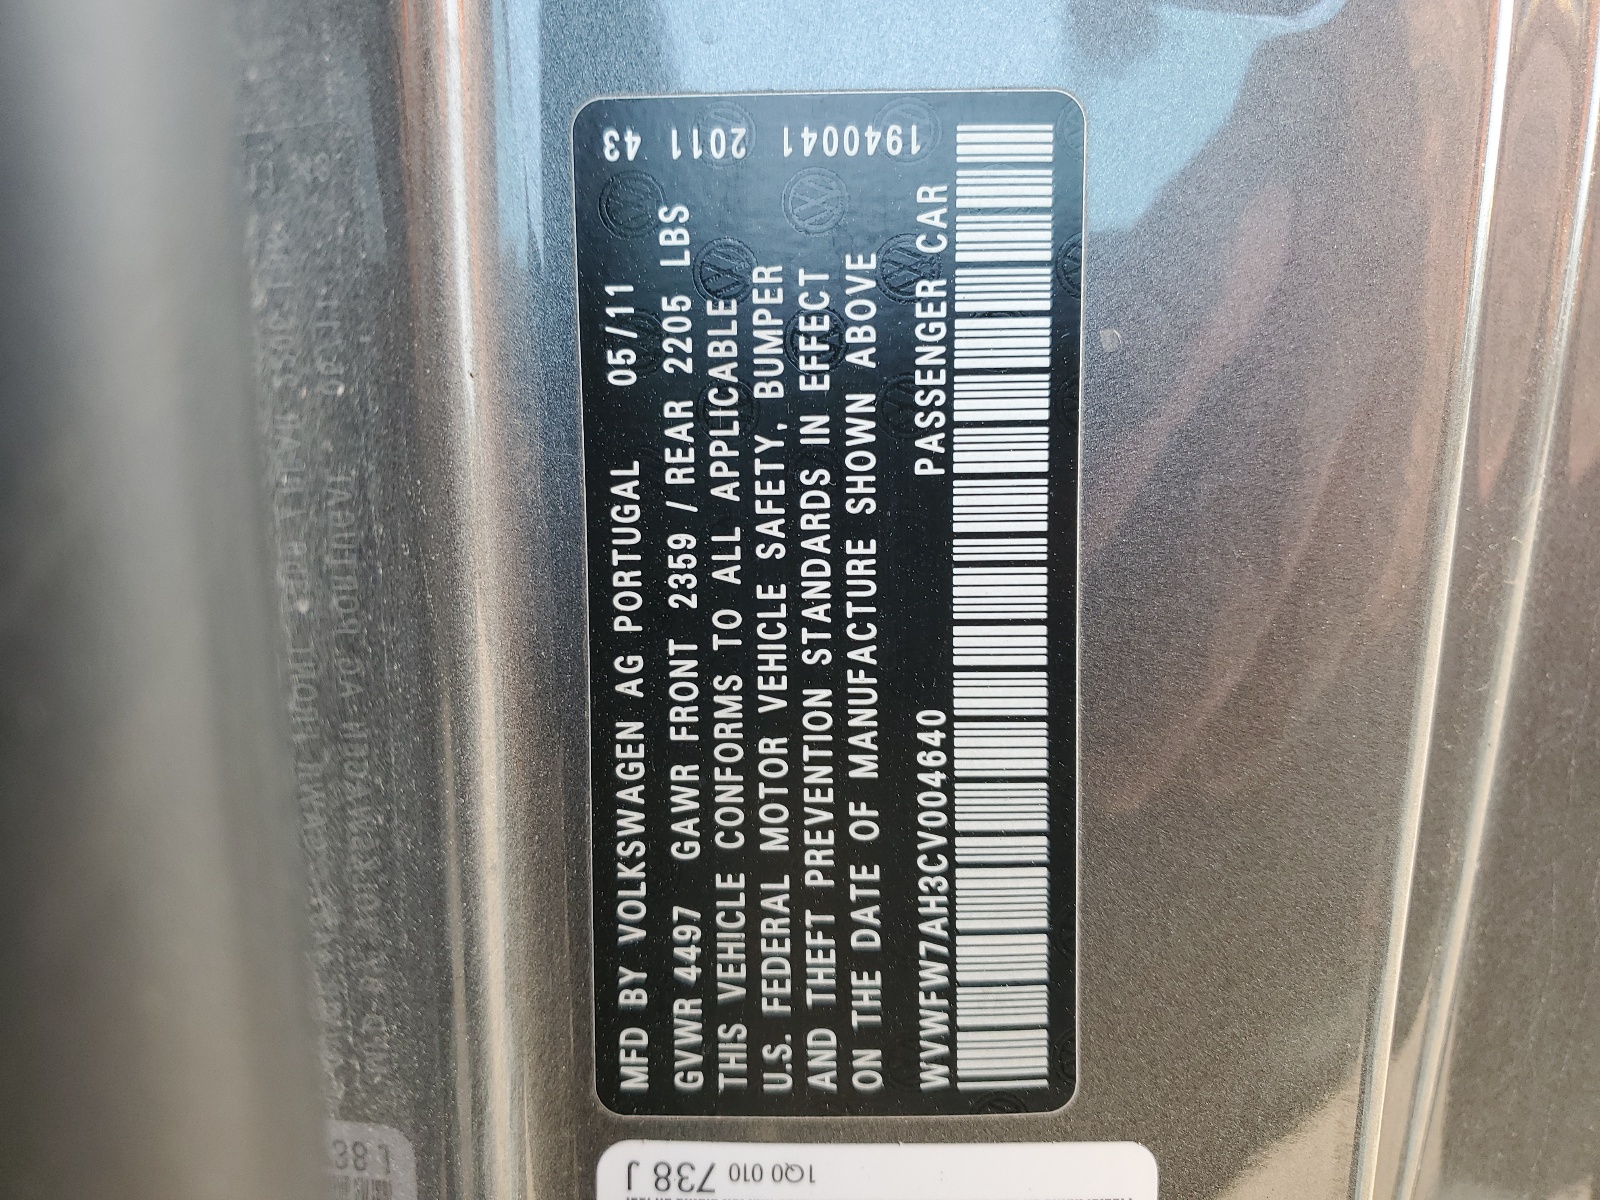 MFD BY VOLKSWAGEN AG PORTUGAL 05/11
GVWR 4497 GAWR FRONT 2359 / REAR 2205 LBS
THIS VEHICLE CONFORMS TO ALL APPLICABLE
U.S. FEDERAL MOTOR VEHICLE SAFETY, BUMPER
AND THEFT PREVENTION STANDARDS IN EFFECT
ON THE DATE OF MANUFACTURE SHOWN ABOVE
WVWFW7AH3CV004640 PASSENGER CAR
43 2011 1940041
1Q0 010
738 J